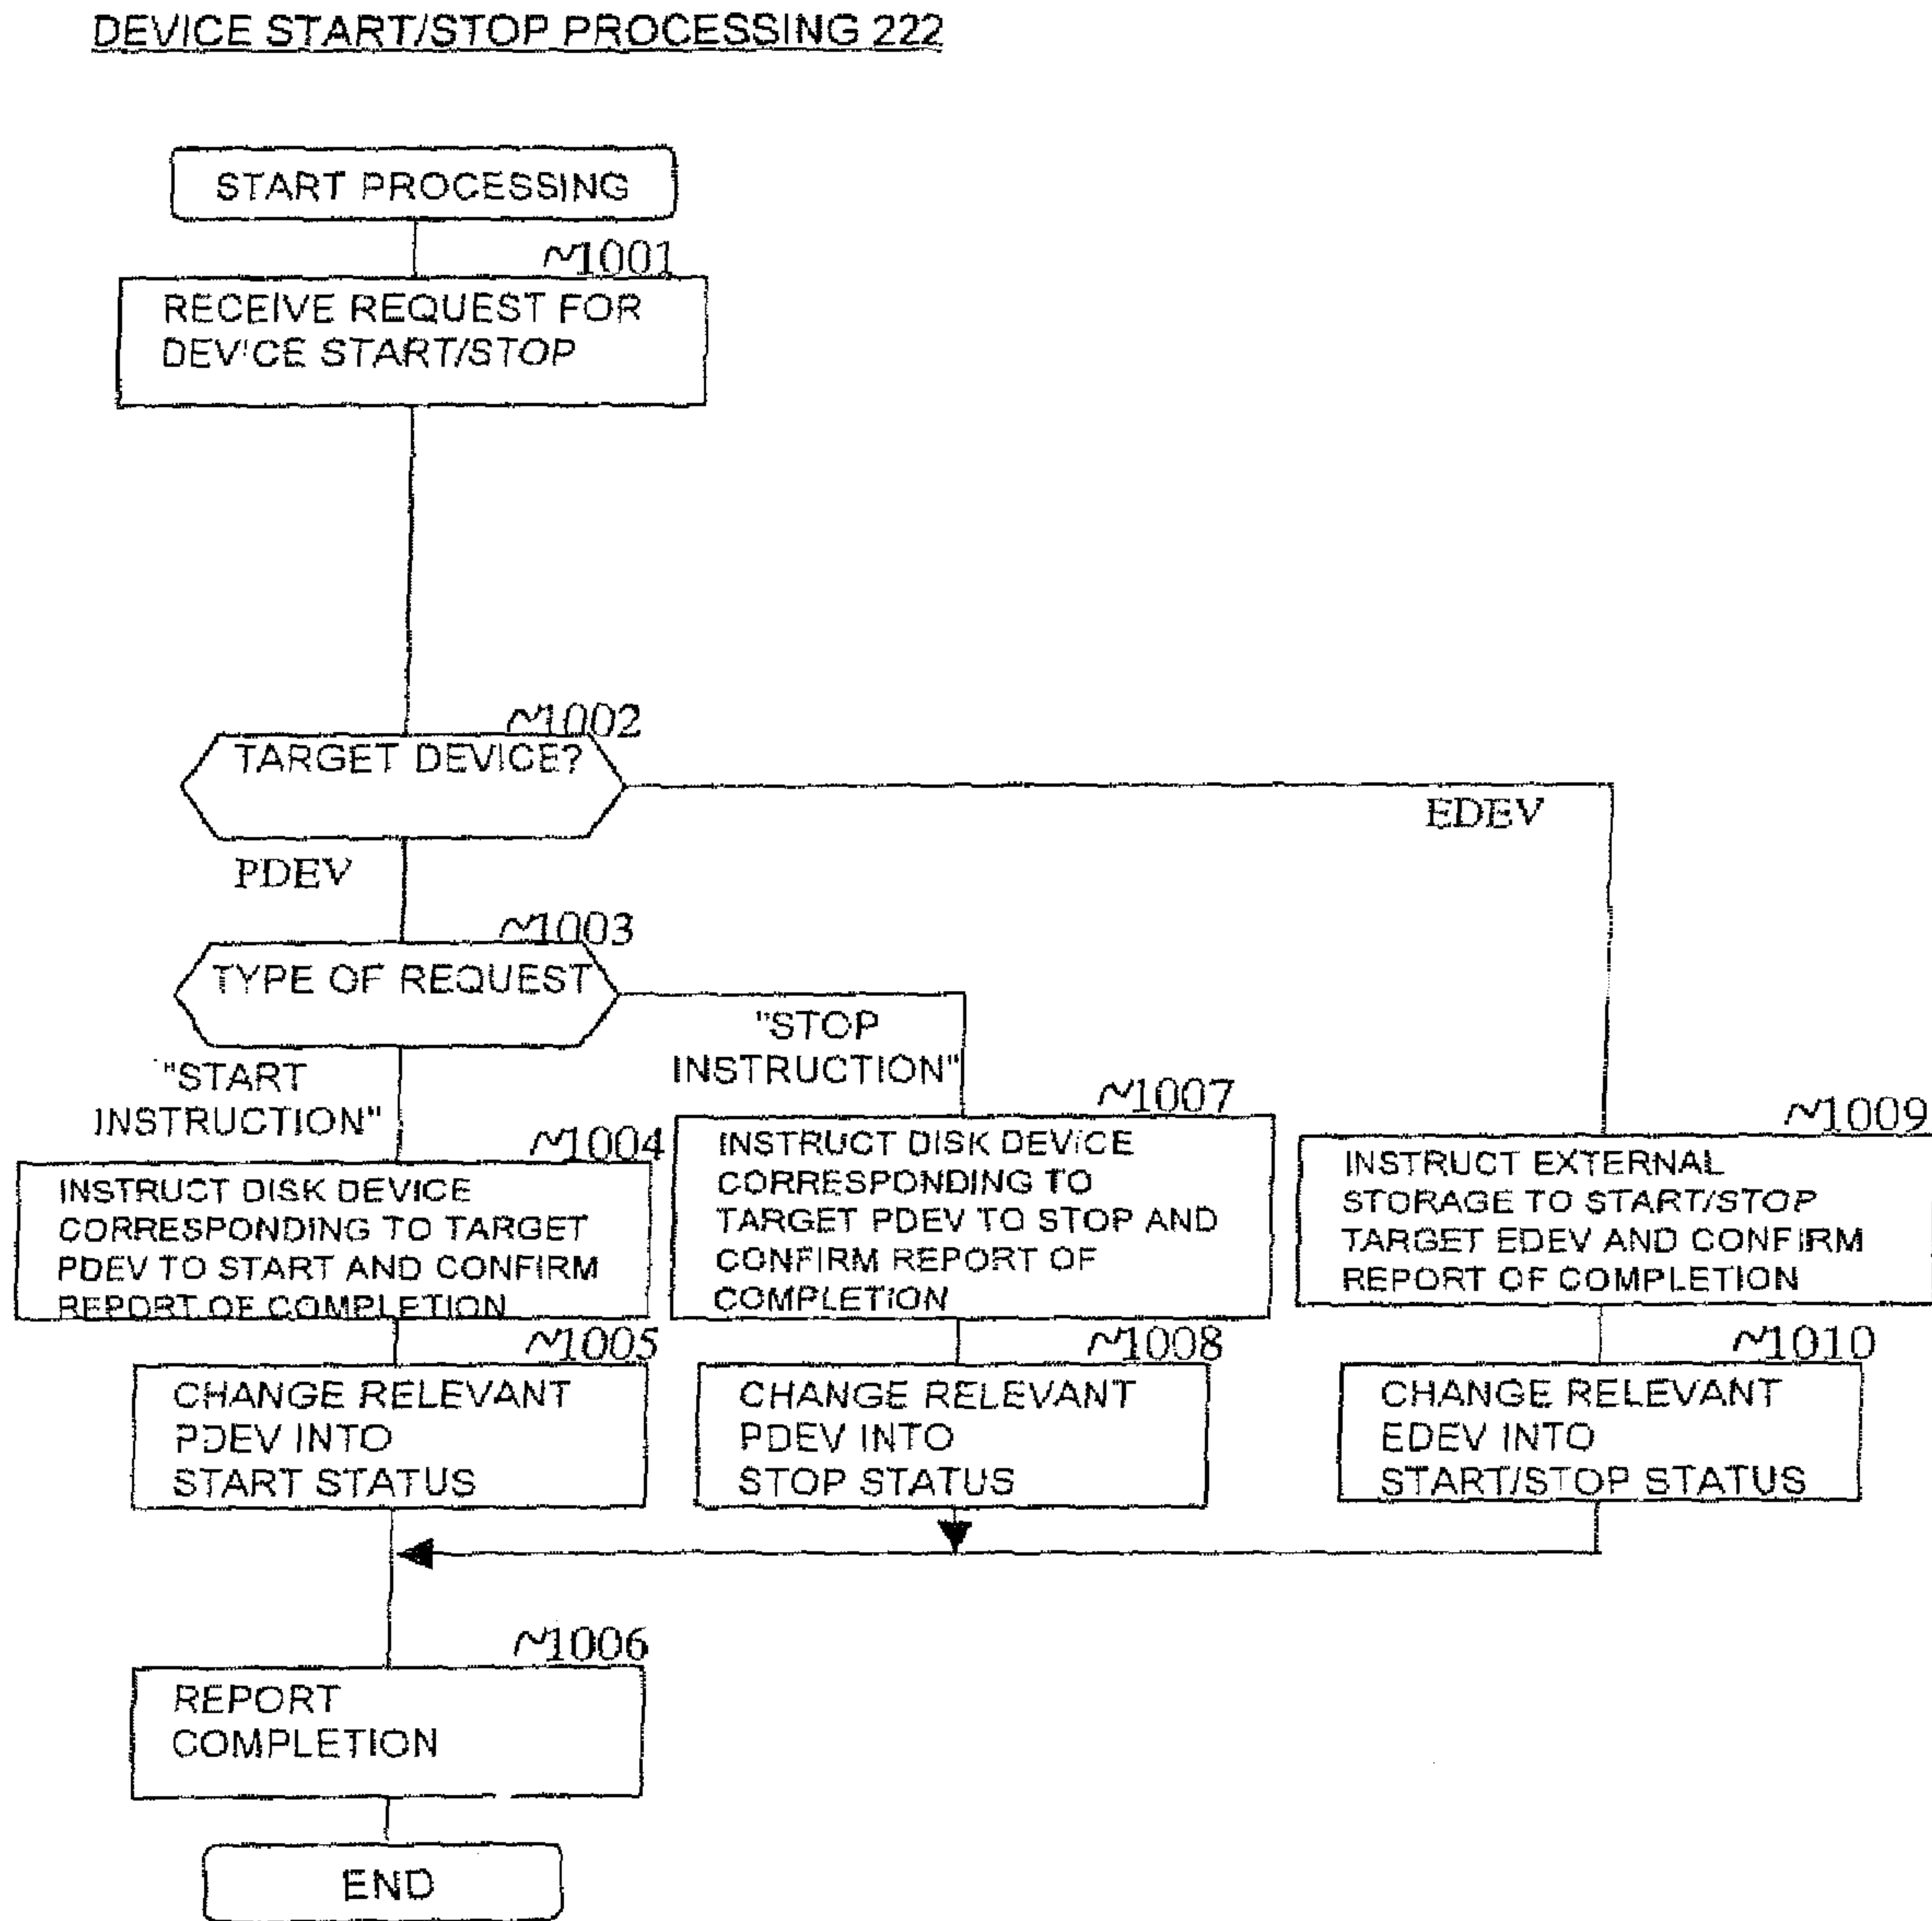 DEVICE START/STOP PROCESSING 222
START PROCESSING
~1001
RECEIVE REQUEST FOR
DEVICE START/STOP
~1002
TARGET DEVICE?
EDEV
PDEV
~1003
TYPE OF REQUEST
"STOP
INSTRUCTION"
"START
INSTRUCTION"
~1004
INSTRUCT DISK DEVICE
CORRESPONDING TO TARGET
PDEV TO START AND CONFIRM
REPORT OF COMPLETION
~1007
INSTRUCT DISK DEVICE
CORRESPONDING TO
TARGET PDEV TO STOP AND
CONFIRM REPORT OF
COMPLETION
~1009
INSTRUCT EXTERNAL
STORAGE TO START/STOP
TARGET EDEV AND CONFIRM
REPORT OF COMPLETION
~1005
CHANGE RELEVANT
PDEV INTO
START STATUS
~1008
CHANGE RELEVANT
PDEV INTO
STOP STATUS
~1010
CHANGE RELEVANT
EDEV INTO
START/STOP STATUS
~1006
REPORT
COMPLETION
END